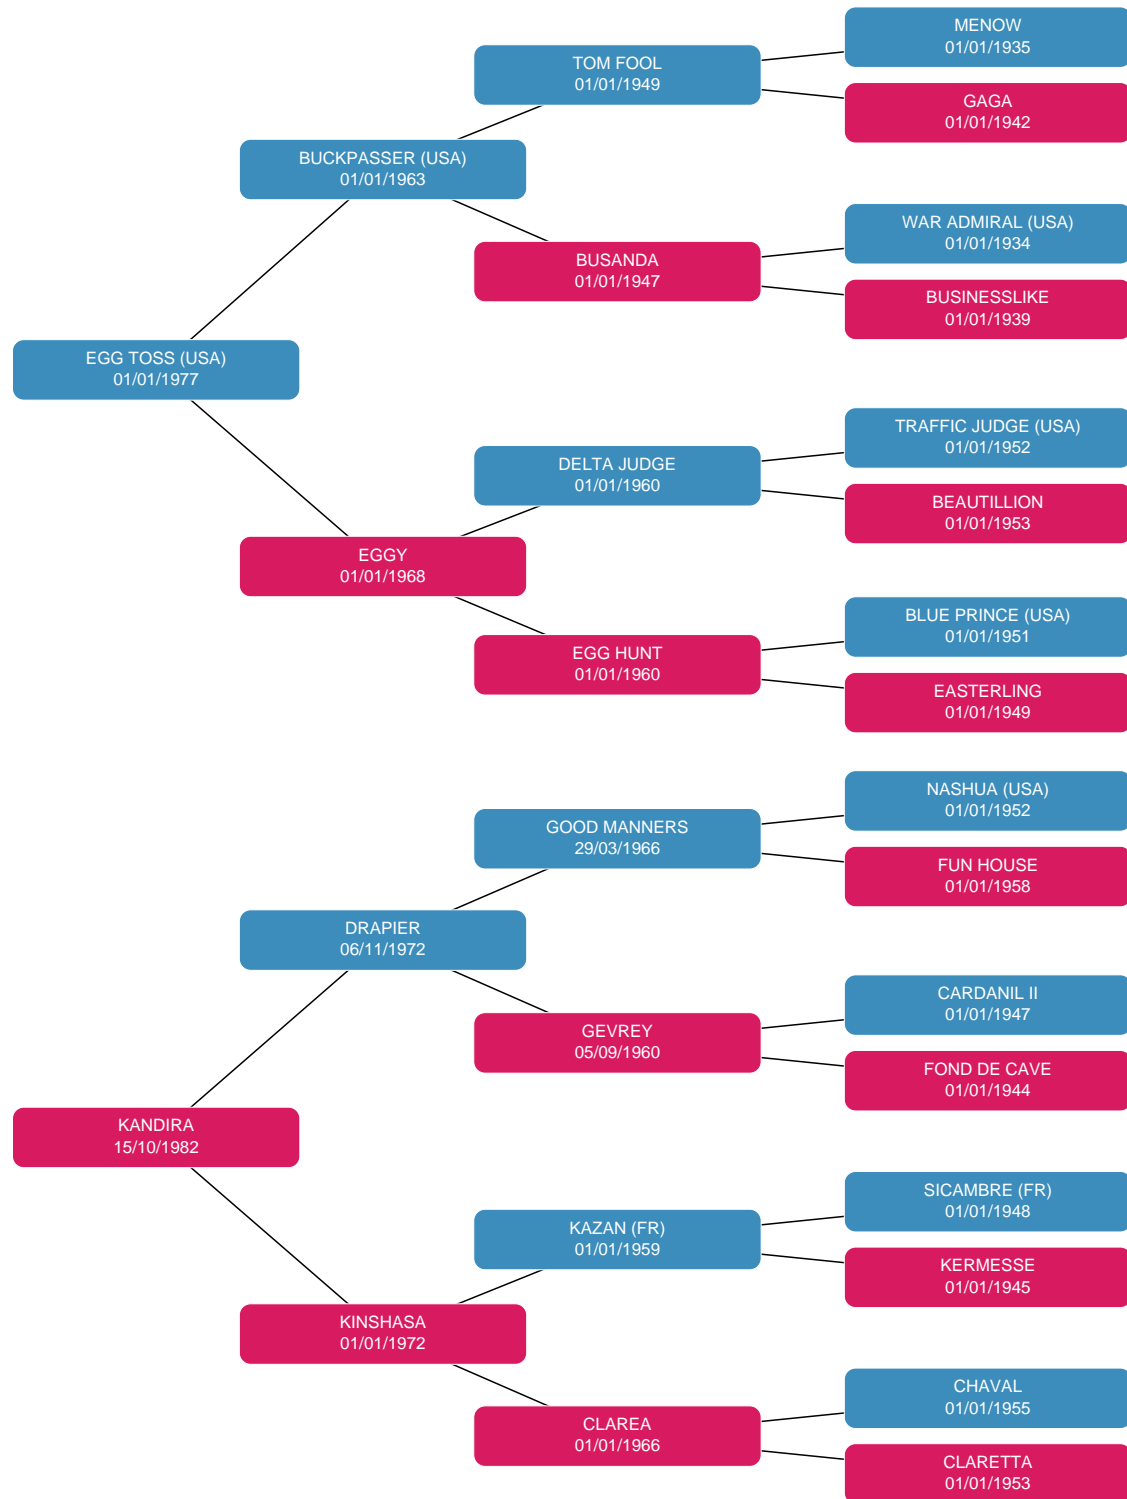 MENOW
01/01/1935
TOM FOOL
01/01/1949
GAGA
01/01/1942
BUCKPASSER (USA)
01/01/1963
WAR ADMIRAL (USA)
01/01/1934
BUSANDA
01/01/1947
BUSINESSLIKE
01/01/1939
EGG TOSS (USA)
01/01/1977
TRAFFIC JUDGE (USA)
01/01/1952
DELTA JUDGE
01/01/1960
BEAUTILLION
01/01/1953
EGGY
01/01/1968
BLUE PRINCE (USA)
01/01/1951
EGG HUNT
01/01/1960
EASTERLING
01/01/1949
NASHUA (USA)
01/01/1952
GOOD MANNERS
29/03/1966
FUN HOUSE
01/01/1958
DRAPIER
06/11/1972
CARDANIL II
01/01/1947
GEVREY
05/09/1960
FOND DE CAVE
01/01/1944
KANDIRA
15/10/1982
SICAMBRE (FR)
01/01/1948
KAZAN (FR)
01/01/1959
KERMESSE
01/01/1945
KINSHASA
01/01/1972
CHAVAL
01/01/1955
CLAREA
01/01/1966
CLARETTA
01/01/1953